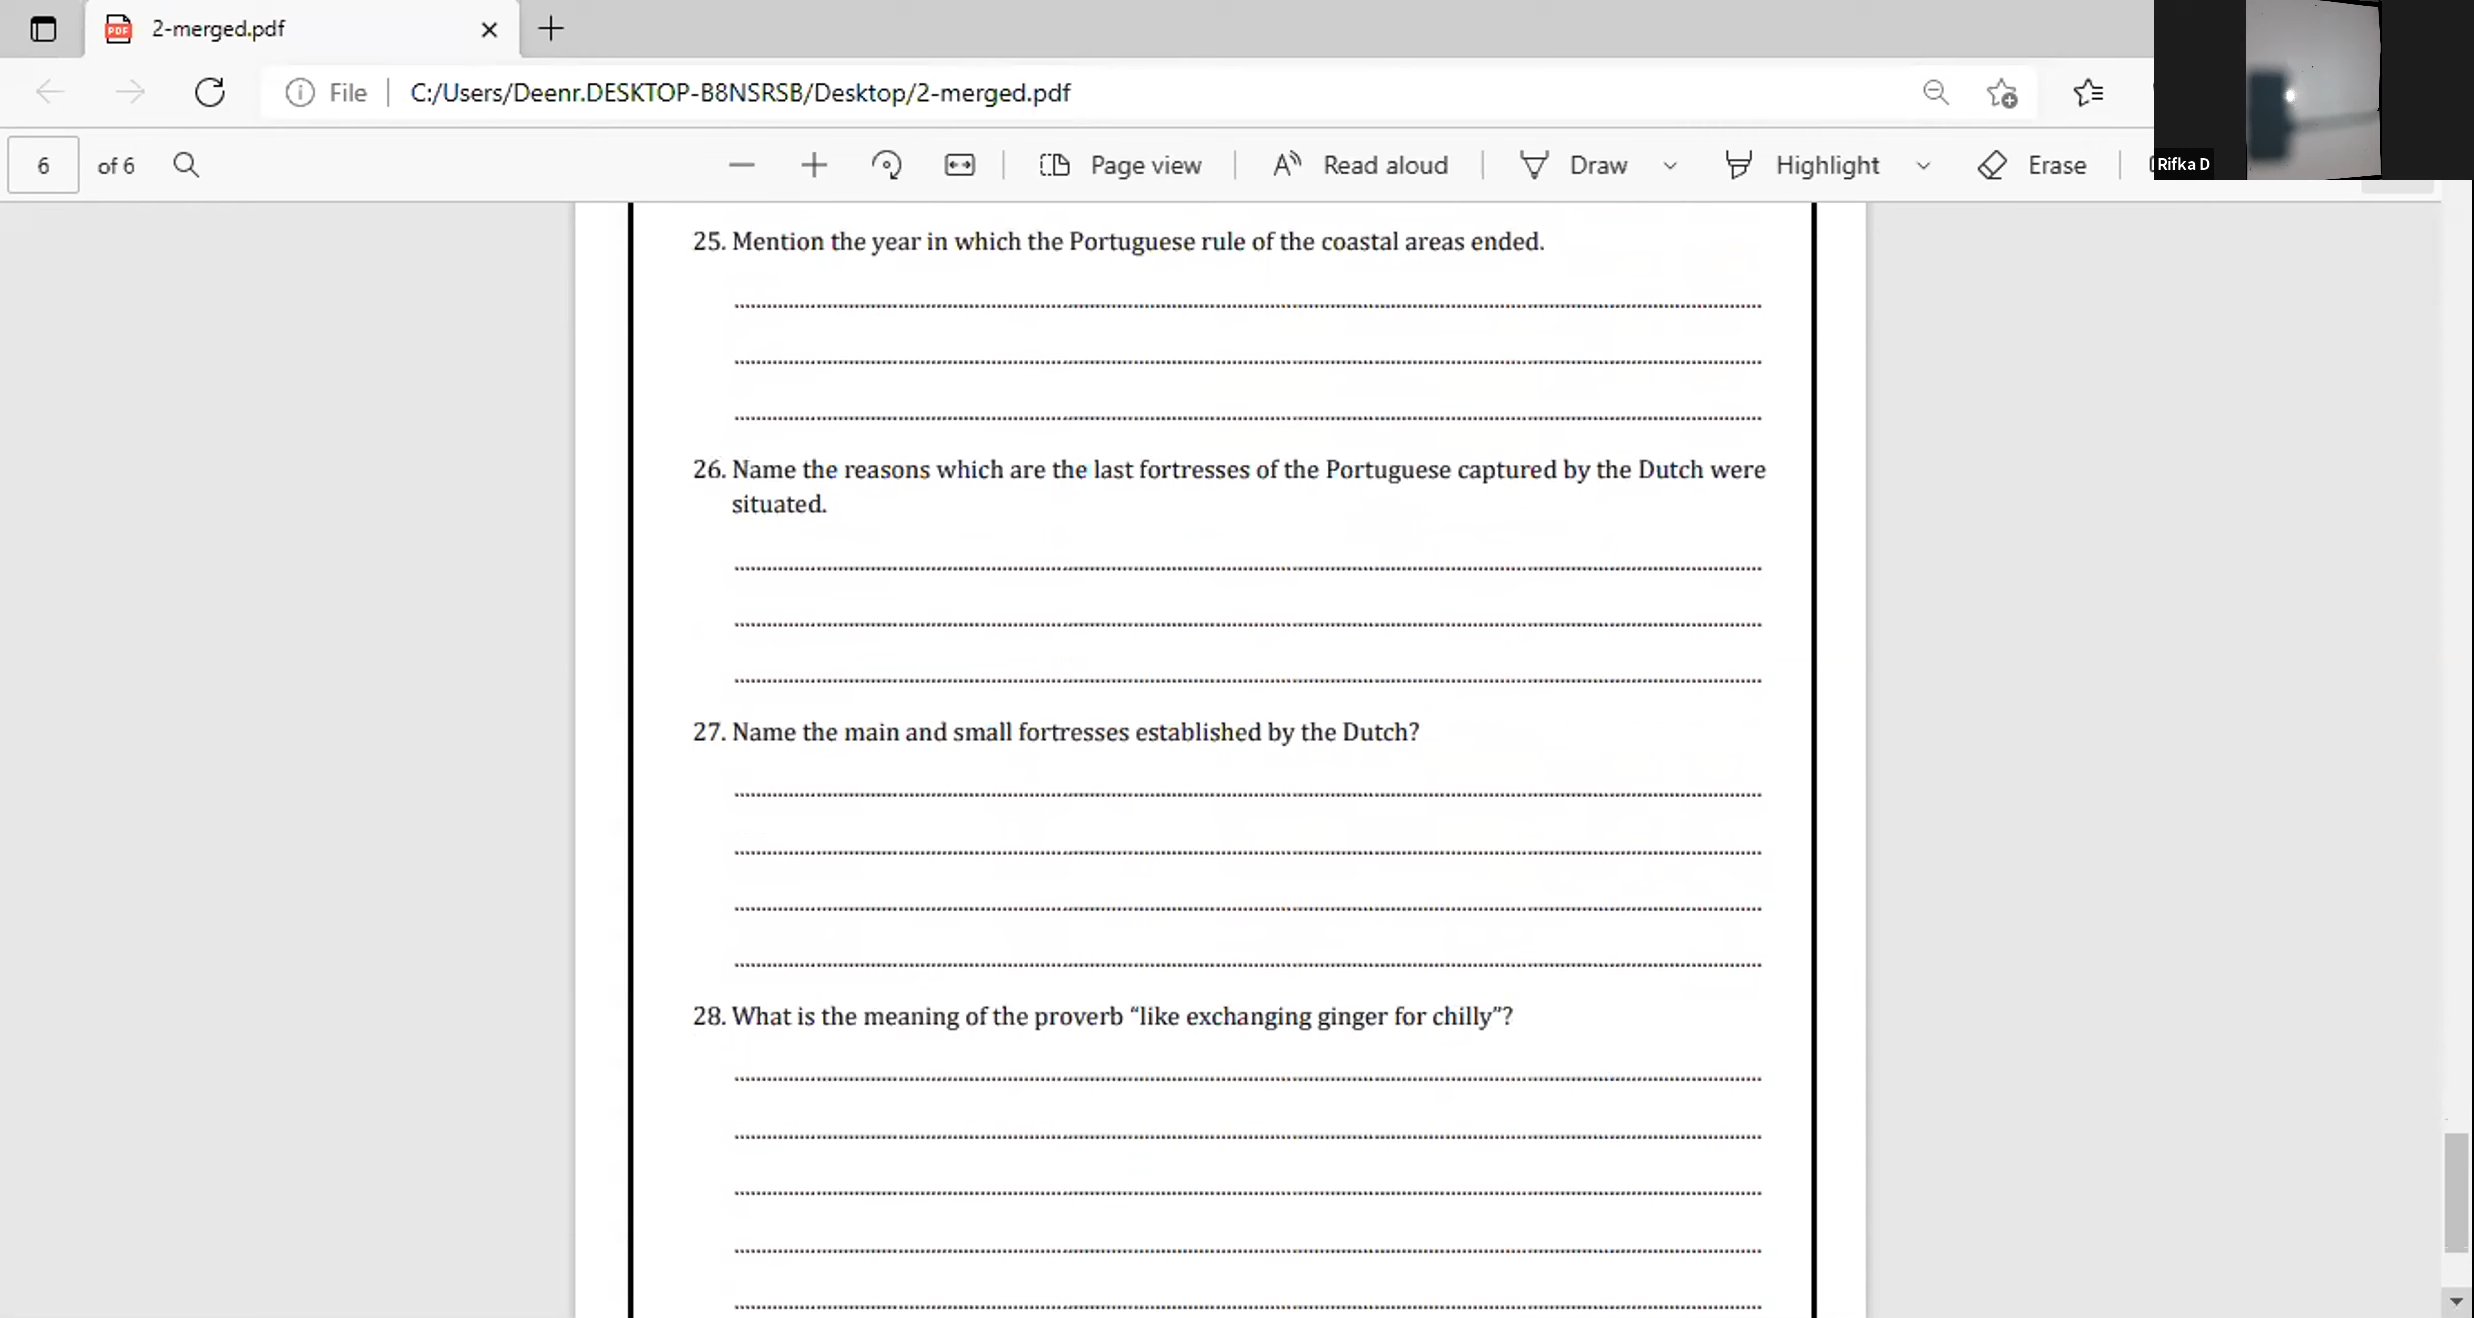 2-merged.pdf
File
C:/Users/Deenr.DESKTOP-B8NSRSB/Desktop/2-merged.pdf
6 of 6
Page view
Read aloud
Draw
Highlight
Erase
Rifka D
25. Mention the year in which the Portuguese rule of the coastal areas ended.
26. Name the reasons which are the last fortresses of the Portuguese captured by the Dutch were
situated.
27. Name the main and small fortresses established by the Dutch?
28. What is the meaning of the proverb “like exchanging ginger for chilly”?